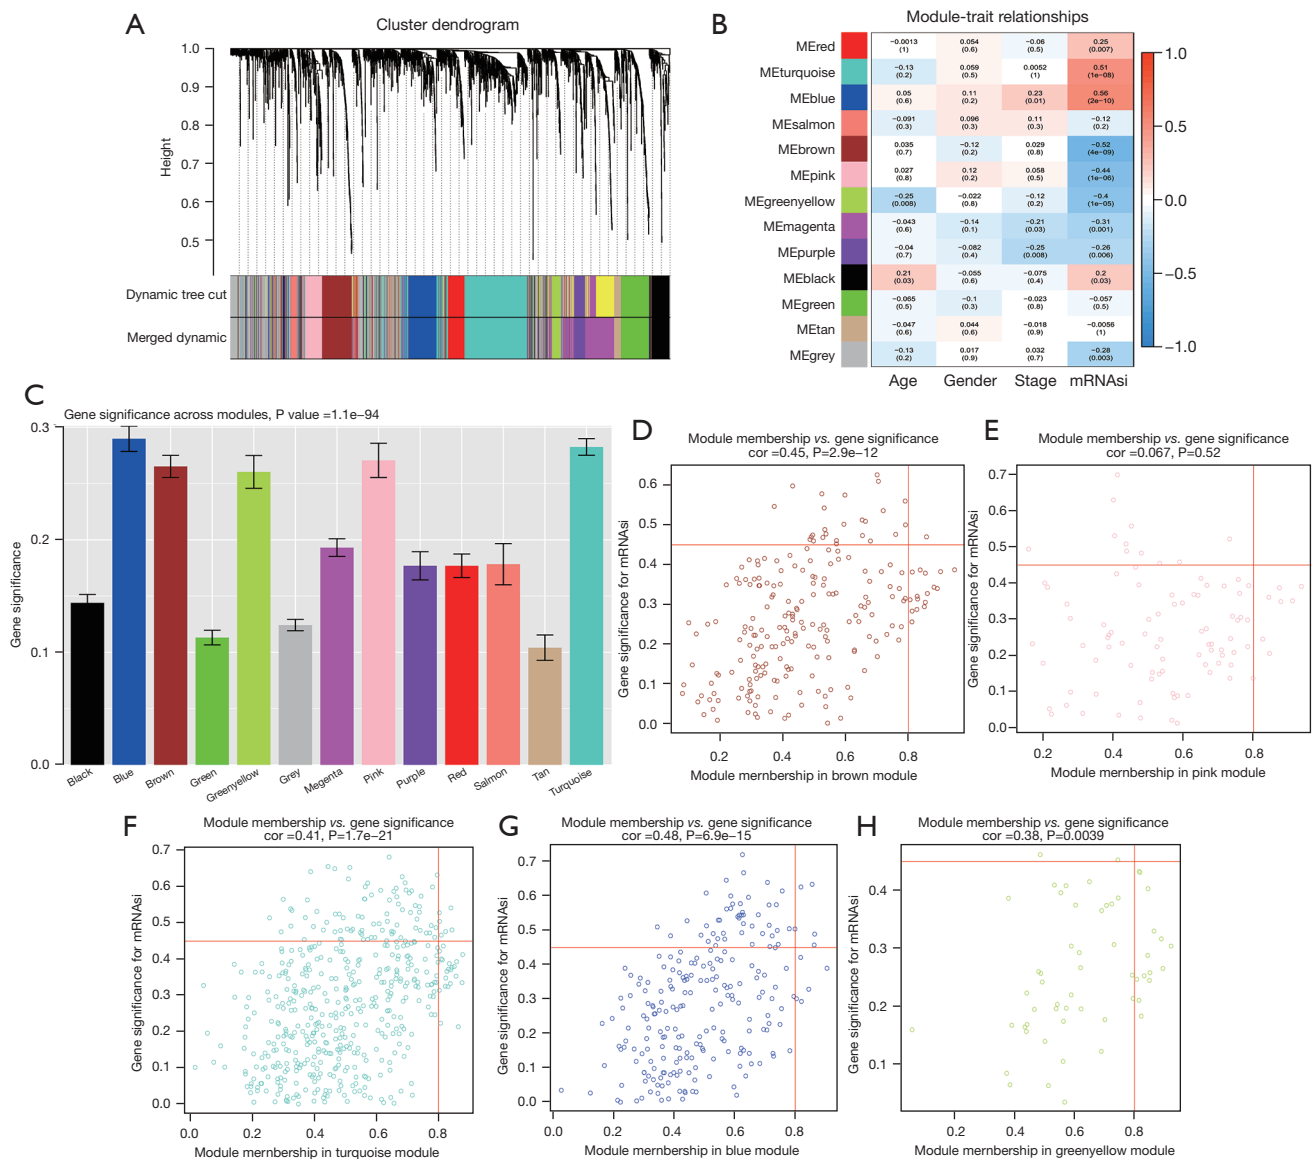 A
Cluster dendrogram
1.0
0.9
0.8
0.7
0.6
0.5
Height
Dynamic tree cut
Merged dynamic
B
Module-trait relationships
MEred
−0.0013 0.054 −0.06 0.25
(1) (0.6) (0.5) (0.007)
MEturquoise
−0.13 0.059 0.0052 0.51
(0.2) (0.5) (1) (1e−08)
MEblue
0.05 0.11 0.23 0.56
(0.6) (0.2) (0.01) (2e−10)
MEsalmon
−0.091 0.096 0.11 −0.12
(0.3) (0.3) (0.3) (0.2)
MEbrown
0.035 −0.12 0.029 −0.52
(0.7) (0.2) (0.8) (4e−09)
MEpink
0.027 0.12 0.058 −0.44
(0.8) (0.2) (0.5) (1e−06)
MEgreenyellow
−0.25 −0.022 −0.12 −0.4
(0.008) (0.8) (0.2) (1e−05)
MEmagenta
−0.043 −0.14 −0.21 −0.31
(0.6) (0.1) (0.03) (0.001)
MEpurple
−0.04 −0.082 −0.25 −0.26
(0.7) (0.4) (0.008) (0.006)
MEblack
0.21 −0.055 −0.075 0.2
(0.03) (0.6) (0.4) (0.03)
MEgreen
−0.065 −0.1 −0.023 −0.057
(0.5) (0.3) (0.8) (0.5)
MEtan
−0.047 0.044 −0.018 −0.0056
(0.6) (0.6) (0.9) (1)
MEgrey
−0.13 0.017 0.032 −0.28
(0.2) (0.9) (0.7) (0.003)
Age Gender Stage mRNAsi
1.0
0.5
0.0
−0.5
−1.0
C
Gene significance across modules, P value =1.1e−94
0.3
0.2
0.1
0.0
Gene significance
Black Blue Brown Green Greenyellow Grey Megenta Pink Purple Red Salmon Tan Turquoise
D
Module membership vs. gene significance
cor =0.45, P=2.9e−12
0.6
0.5
0.4
0.3
0.2
0.1
0.0
Gene significance for mRNAsi
0.2 0.4 0.6 0.8
Module mernbership in brown module
E
Module membership vs. gene significance
cor =0.067, P=0.52
0.7
0.6
0.5
0.4
0.3
0.2
0.1
0.0
Gene significance for mRNAsi
0.2 0.4 0.6 0.8
Module mernbership in pink module
F
Module membership vs. gene significance
cor =0.41, P=1.7e−21
0.7
0.6
0.5
0.4
0.3
0.2
0.1
0.0
Gene significance for mRNAsi
0.0 0.2 0.4 0.6 0.8
Module mernbership in turquoise module
G
Module membership vs. gene significance
cor =0.48, P=6.9e−15
0.7
0.6
0.5
0.4
0.3
0.2
0.1
0.0
Gene significance for mRNAsi
0.0 0.2 0.4 0.6 0.8
Module mernbership in blue module
H
Module membership vs. gene significance
cor =0.38, P=0.0039
0.4
0.3
0.2
0.1
Gene significance for mRNAsi
0.2 0.4 0.6 0.8
Module mernbership in greenyellow module